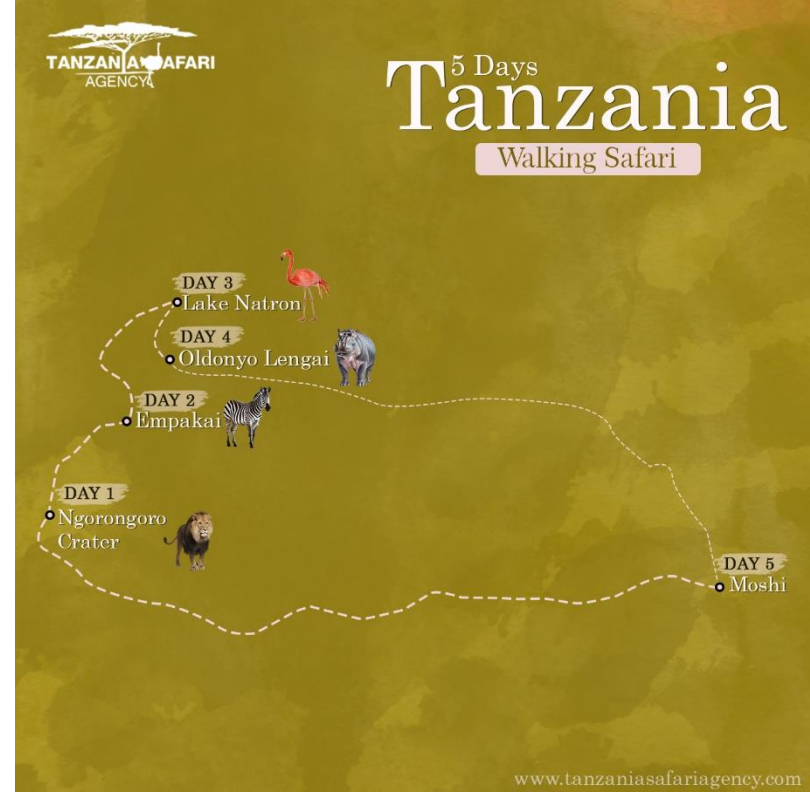 TANZANIA SAFARI
AGENCY
5 Days
Tanzania
Walking Safari
DAY 3
Lake Natron
DAY 4
Oldonyo Lengai
DAY 2
Empakai
DAY 1
Ngorongoro
Crater
DAY 5
Moshi
www.tanzaniasafariagency.com